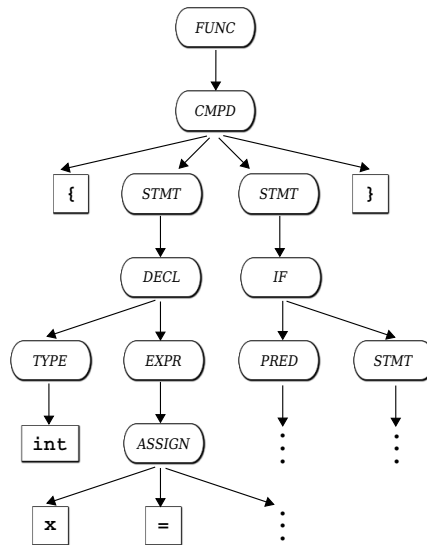 FUNC
CMPD
{ STMT STMT }
DECL IF
TYPE EXPR PRED STMT
int ASSIGN
x =